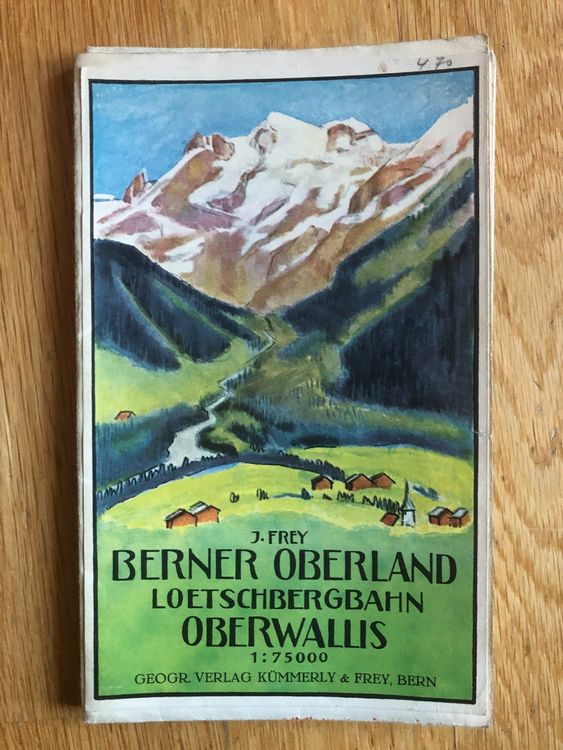 4.70
J. FREY
BERNER OBERLAND
LOETSCHBERGBAHN
OBERWALLIS
1:75000
GEOGR. VERLAG KÜMMERLY & FREY, BERN